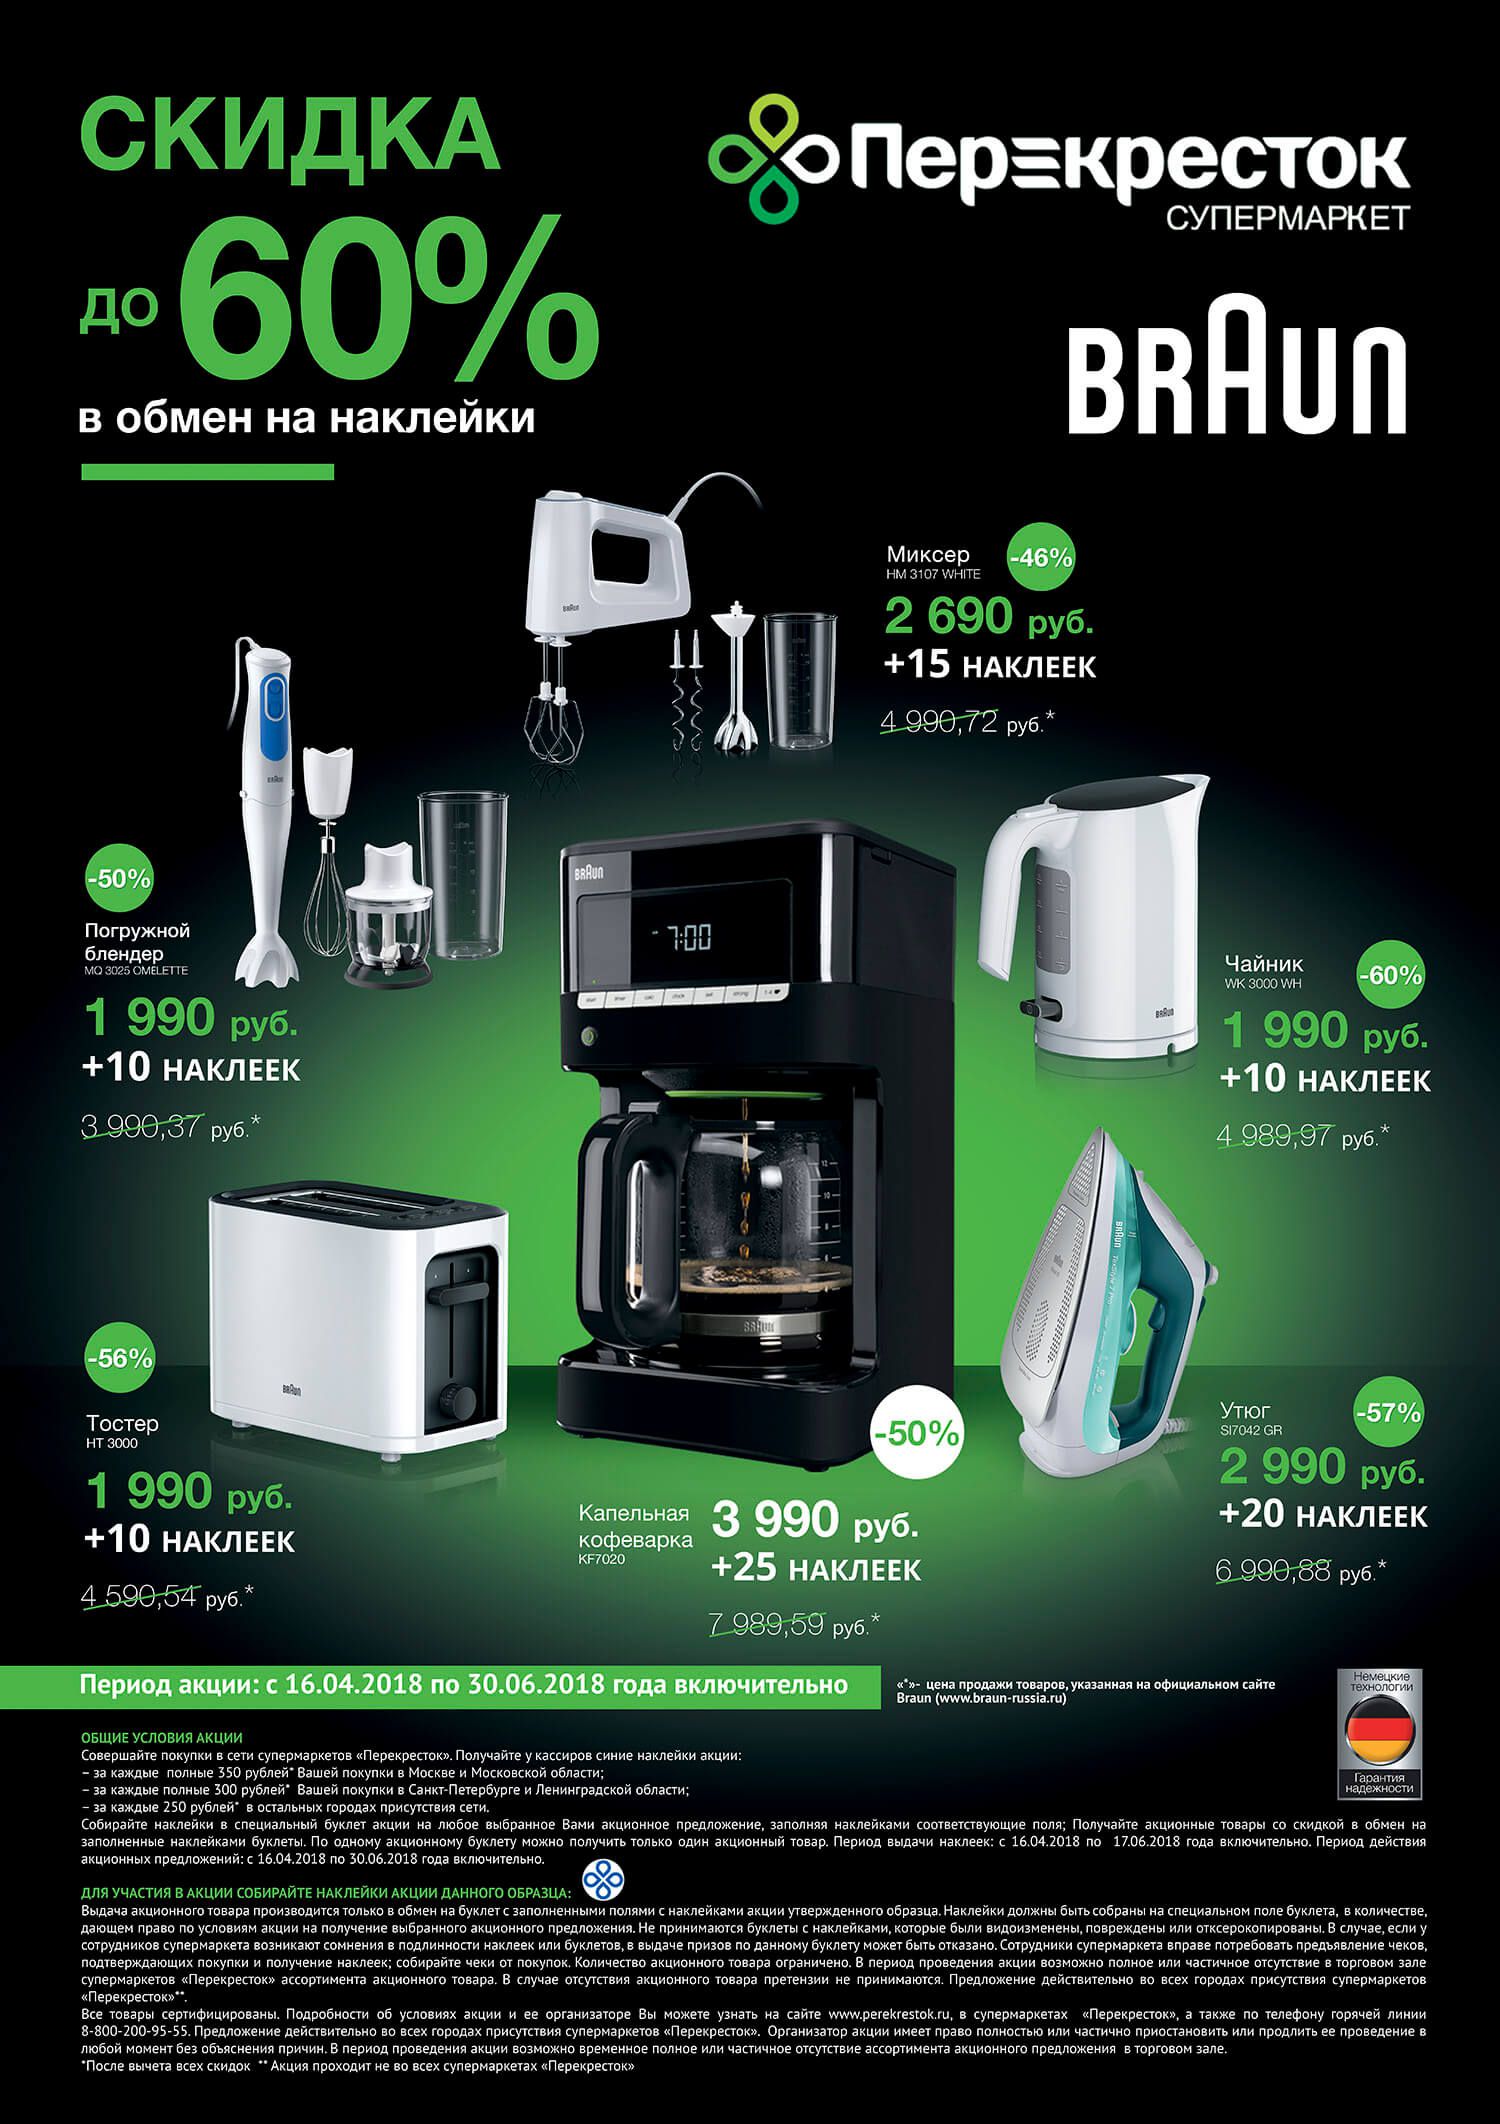 СКИДКА
до 60%
в обмен на наклейки
Перекресток
СУПЕРМАРКЕТ
BRAUN
Миксер
HM 3107 WHITE
-46%
2 690 руб.
+15 НАКЛЕЕК
4 990,72 руб.*
-50%
Погружной
блендер
MQ 3025 OMELETTE
1 990 руб.
+10 НАКЛЕЕК
3 990,37 руб.*
BRAUN
7:00
Чайник
WK 3000 WH
-60%
1 990 руб.
+10 НАКЛЕЕК
4 989,97 руб.*
-56%
Тостер
HT 3000
1 990 руб.
+10 НАКЛЕЕК
4 590,54 руб.*
-50%
Капельная
кофеварка
KF7020
3 990 руб.
+25 НАКЛЕЕК
7 989,59 руб.*
Утюг
SI7042 GR
-57%
2 990 руб.
+20 НАКЛЕЕК
6 990,88 руб.*
Период акции: с 16.04.2018 по 30.06.2018 года включительно
«*»- цена продажи товаров, указанная на официальном сайте
Braun (www.braun-russia.ru)
Немецкие
технологии
Гарантия
надежности
ОБЩИЕ УСЛОВИЯ АКЦИИ
Совершайте покупки в сети супермаркетов «Перекресток». Получайте у кассиров синие наклейки акции:
– за каждые полные 350 рублей* Вашей покупки в Москве и Московской области;
– за каждые полные 300 рублей* Вашей покупки в Санкт-Петербурге и Ленинградской области;
– за каждые 250 рублей* в остальных городах присутствия сети.
Собирайте наклейки в специальный буклет акции на любое выбранное Вами акционное предложение, заполняя наклейками соответствующие поля; Получайте акционные товары со скидкой в обмен на
заполненные наклейками буклеты. По одному акционному буклету можно получить только один акционный товар. Период выдачи наклеек: с 16.04.2018 по 17.06.2018 года включительно. Период действия
акционных предложений: с 16.04.2018 по 30.06.2018 года включительно.
ДЛЯ УЧАСТИЯ В АКЦИИ СОБИРАЙТЕ НАКЛЕЙКИ АКЦИИ ДАННОГО ОБРАЗЦА:
Выдача акционного товара производится только в обмен на буклет с заполненными полями с наклейками акции утвержденного образца. Наклейки должны быть собраны на специальном поле буклета, в количестве,
дающем право по условиям акции на получение выбранного акционного предложения. Не принимаются буклеты с наклейками, которые были видоизменены, повреждены или отксерокопированы. В случае, если у
сотрудников супермаркета возникают сомнения в подлинности наклеек или буклетов, в выдаче призов по данному буклету может быть отказано. Сотрудники супермаркета вправе потребовать предъявление чеков,
подтверждающих покупки и получение наклеек; собирайте чеки от покупок. Количество акционного товара ограничено. В период проведения акции возможно полное или частичное отсутствие в торговом зале
супермаркетов «Перекресток» ассортимента акционного товара. В случае отсутствия акционного товара претензии не принимаются. Предложение действительно во всех городах присутствия супермаркетов
«Перекресток»**.
Все товары сертифицированы. Подробности об условиях акции и ее организаторе Вы можете узнать на сайте www.perekrestok.ru, в супермаркетах «Перекресток», а также по телефону горячей линии
8-800-200-95-55. Предложение действительно во всех городах присутствия супермаркетов «Перекресток». Организатор акции имеет право полностью или частично приостановить или продлить ее проведение в
любой момент без объяснения причин. В период проведения акции возможно временное полное или частичное отсутствие ассортимента акционного предложения в торговом зале.
*После вычета всех скидок ** Акция проходит не во всех супермаркетах «Перекресток»